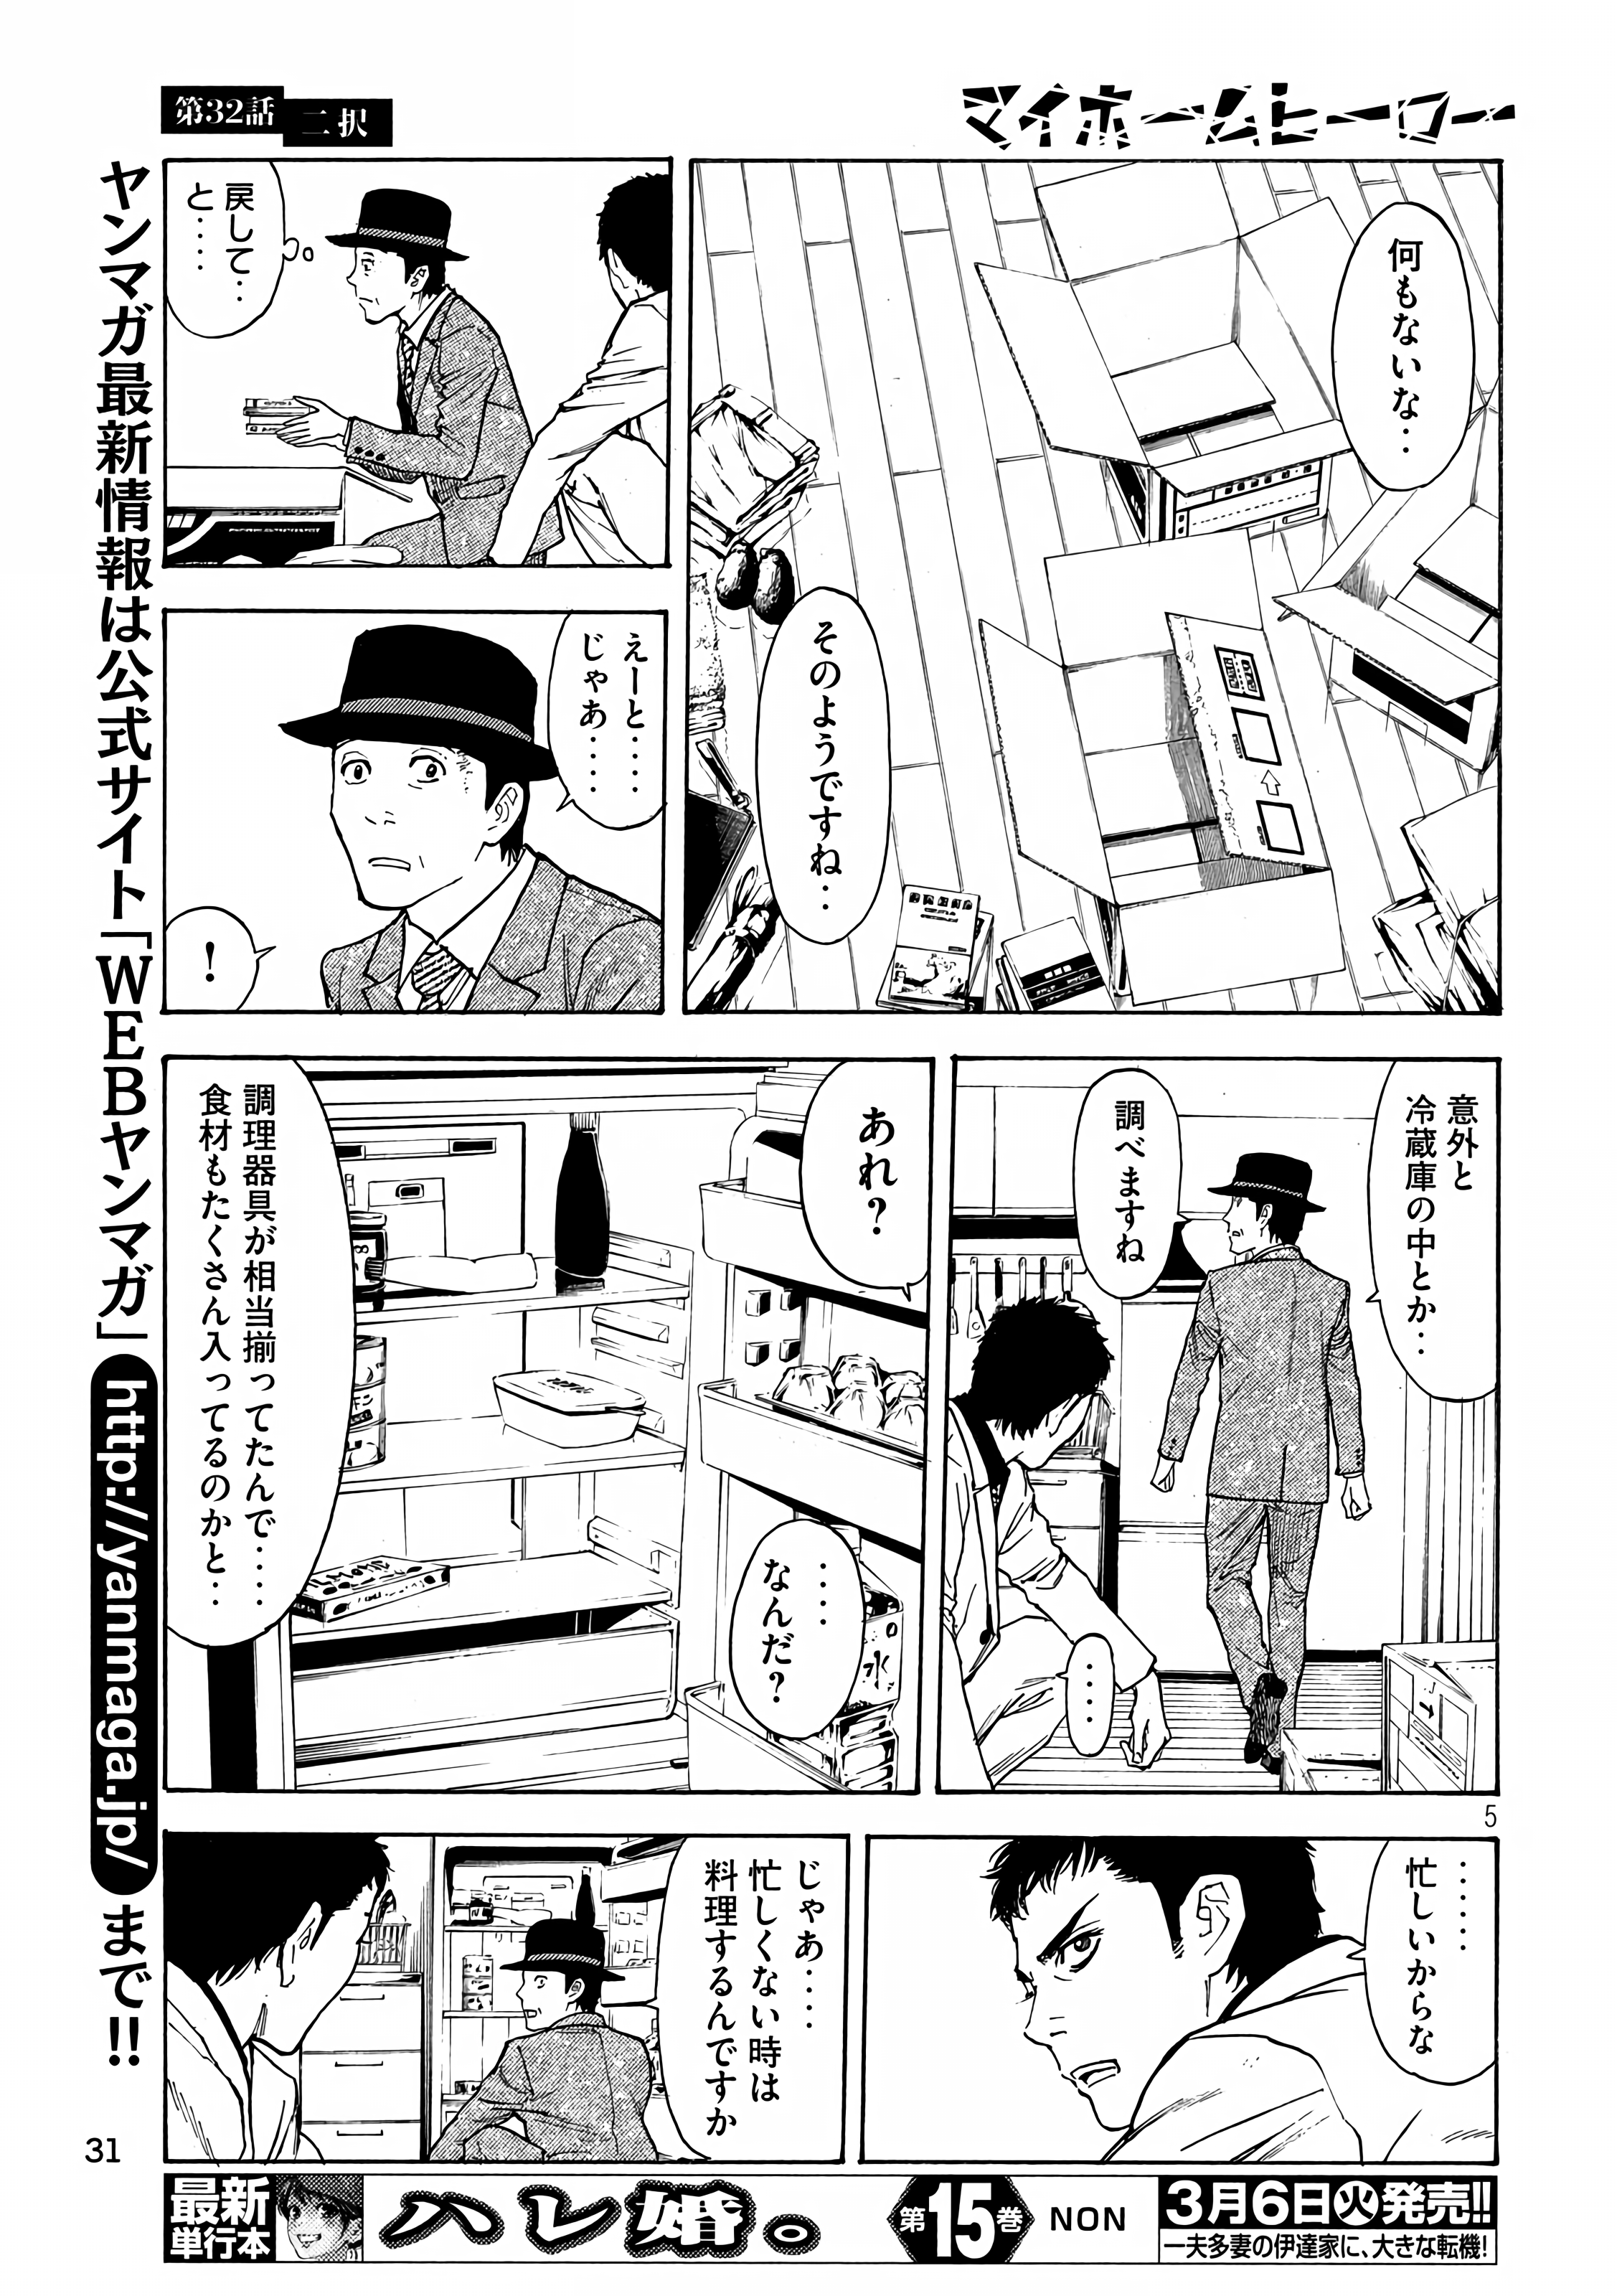 マイホームヒーロー
第32話
二択
何もないな‥
そのようですね‥
戻して‥
と‥‥
えーと‥‥
じゃあ‥‥
！
意外と
冷蔵庫の中とか‥
調べますね
‥‥
あれ？
‥‥
なんだ？
調理器具が相当揃ってたんで‥‥
食材もたくさん入ってるのかと‥
水
5
‥‥‥
忙しいからな
じゃあ‥‥
忙しくない時は
料理するんですか
ヤンマガ最新情報は公式サイト「WEBヤンマガ」http://yanmaga.jp/まで!!
31
最新
単行本
ハレ婚。
第15巻
NON
3月6日㊋発売!!
一夫多妻の伊達家に、大きな転機！